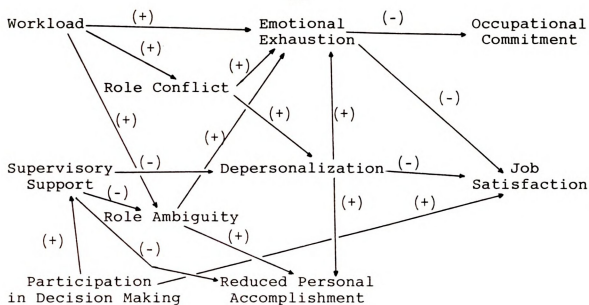 (+)
Workload
Emotional
Exhaustion
(-)
Occupational
Commitment
(+)
(+)
Role Conflict
(-)
(+)
(+)
(+)
(+)
Supervisory
Support
(-)
Depersonalization
(-)
Job
Satisfaction
(-)
Role Ambiguity
(+)
(+)
(+)
(-)
(+)
Participation
in Decision Making
Reduced Personal
Accomplishment